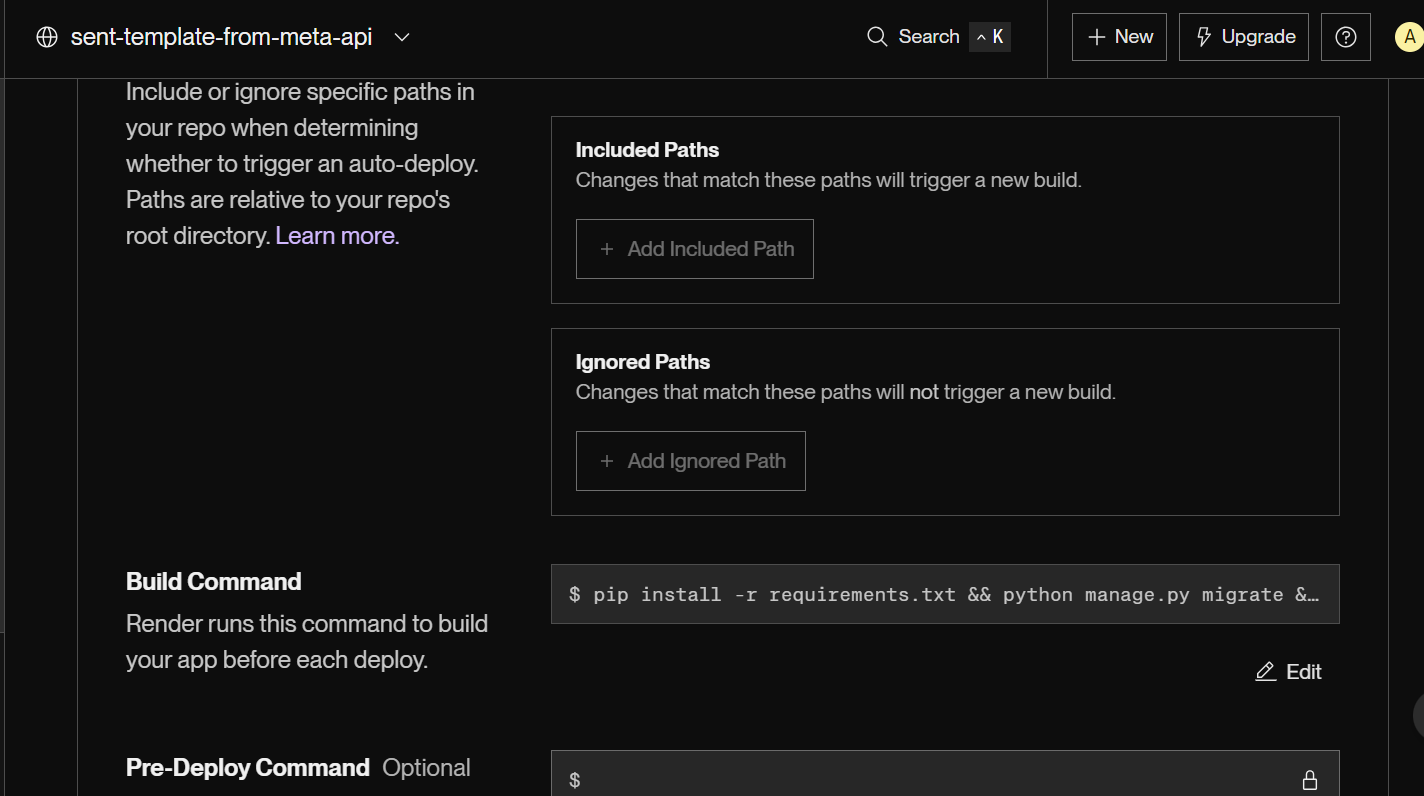 sent-template-from-meta-api
Search ^ K
+ New
Upgrade
A
Include or ignore specific paths in
your repo when determining
whether to trigger an auto-deploy.
Paths are relative to your repo's
root directory. Learn more.
Included Paths
Changes that match these paths will trigger a new build.
+ Add Included Path
Ignored Paths
Changes that match these paths will not trigger a new build.
+ Add Ignored Path
Build Command
Render runs this command to build
your app before each deploy.
$ pip install -r requirements.txt && python manage.py migrate &…
Edit
Pre-Deploy Command Optional
$